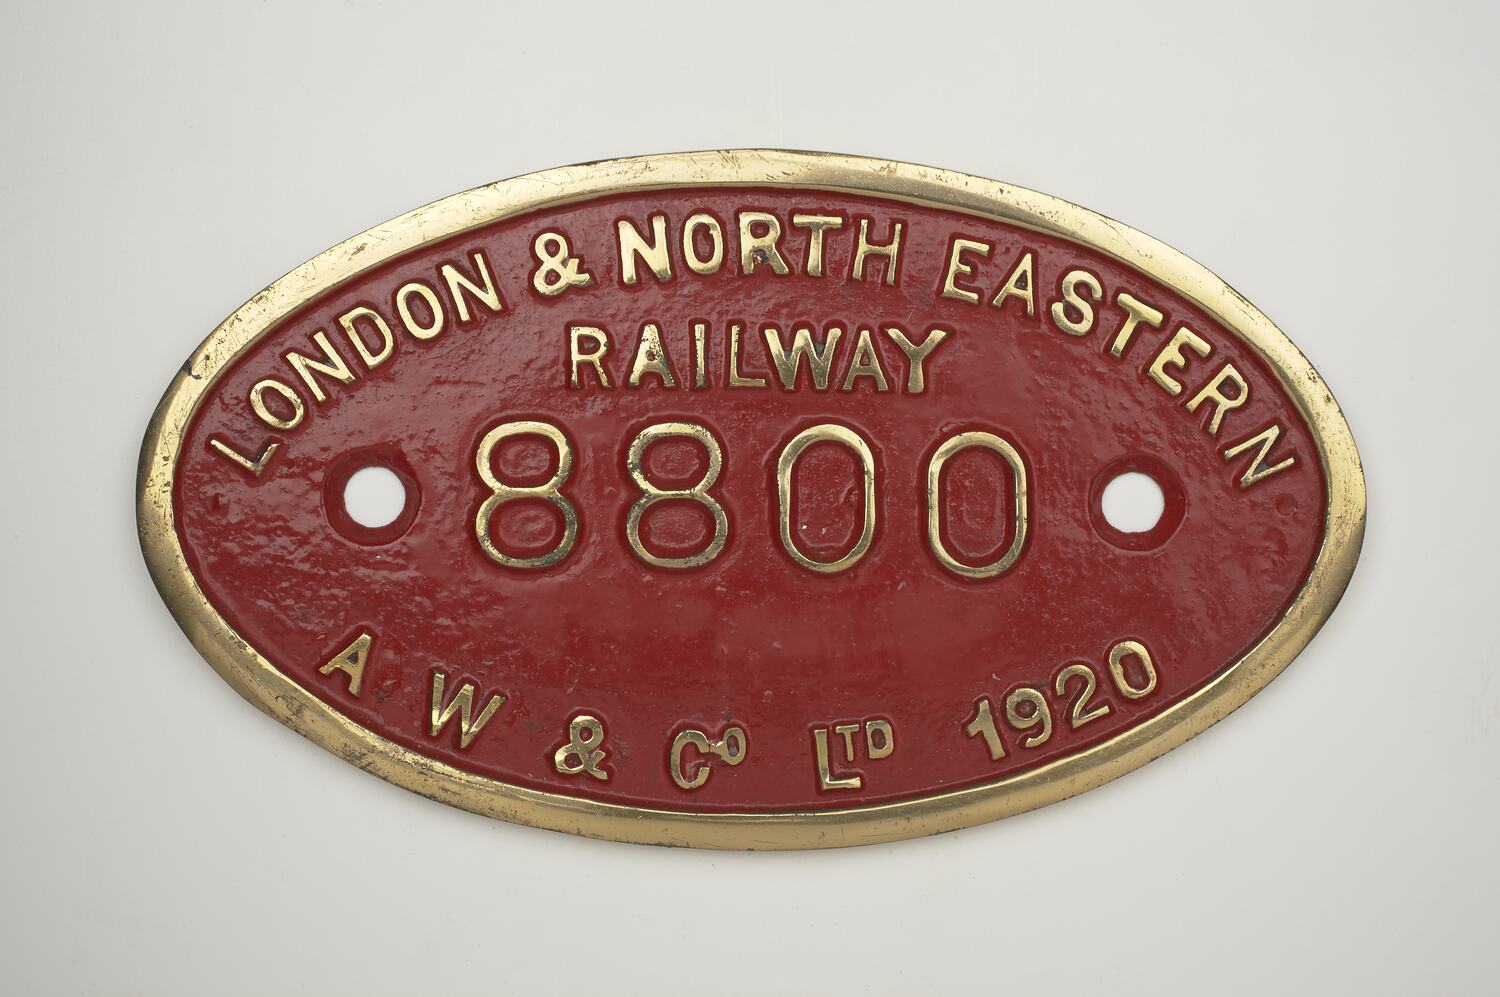 LONDON & NORTH EASTERN
RAILWAY
8800
A W & Co LTD 1920